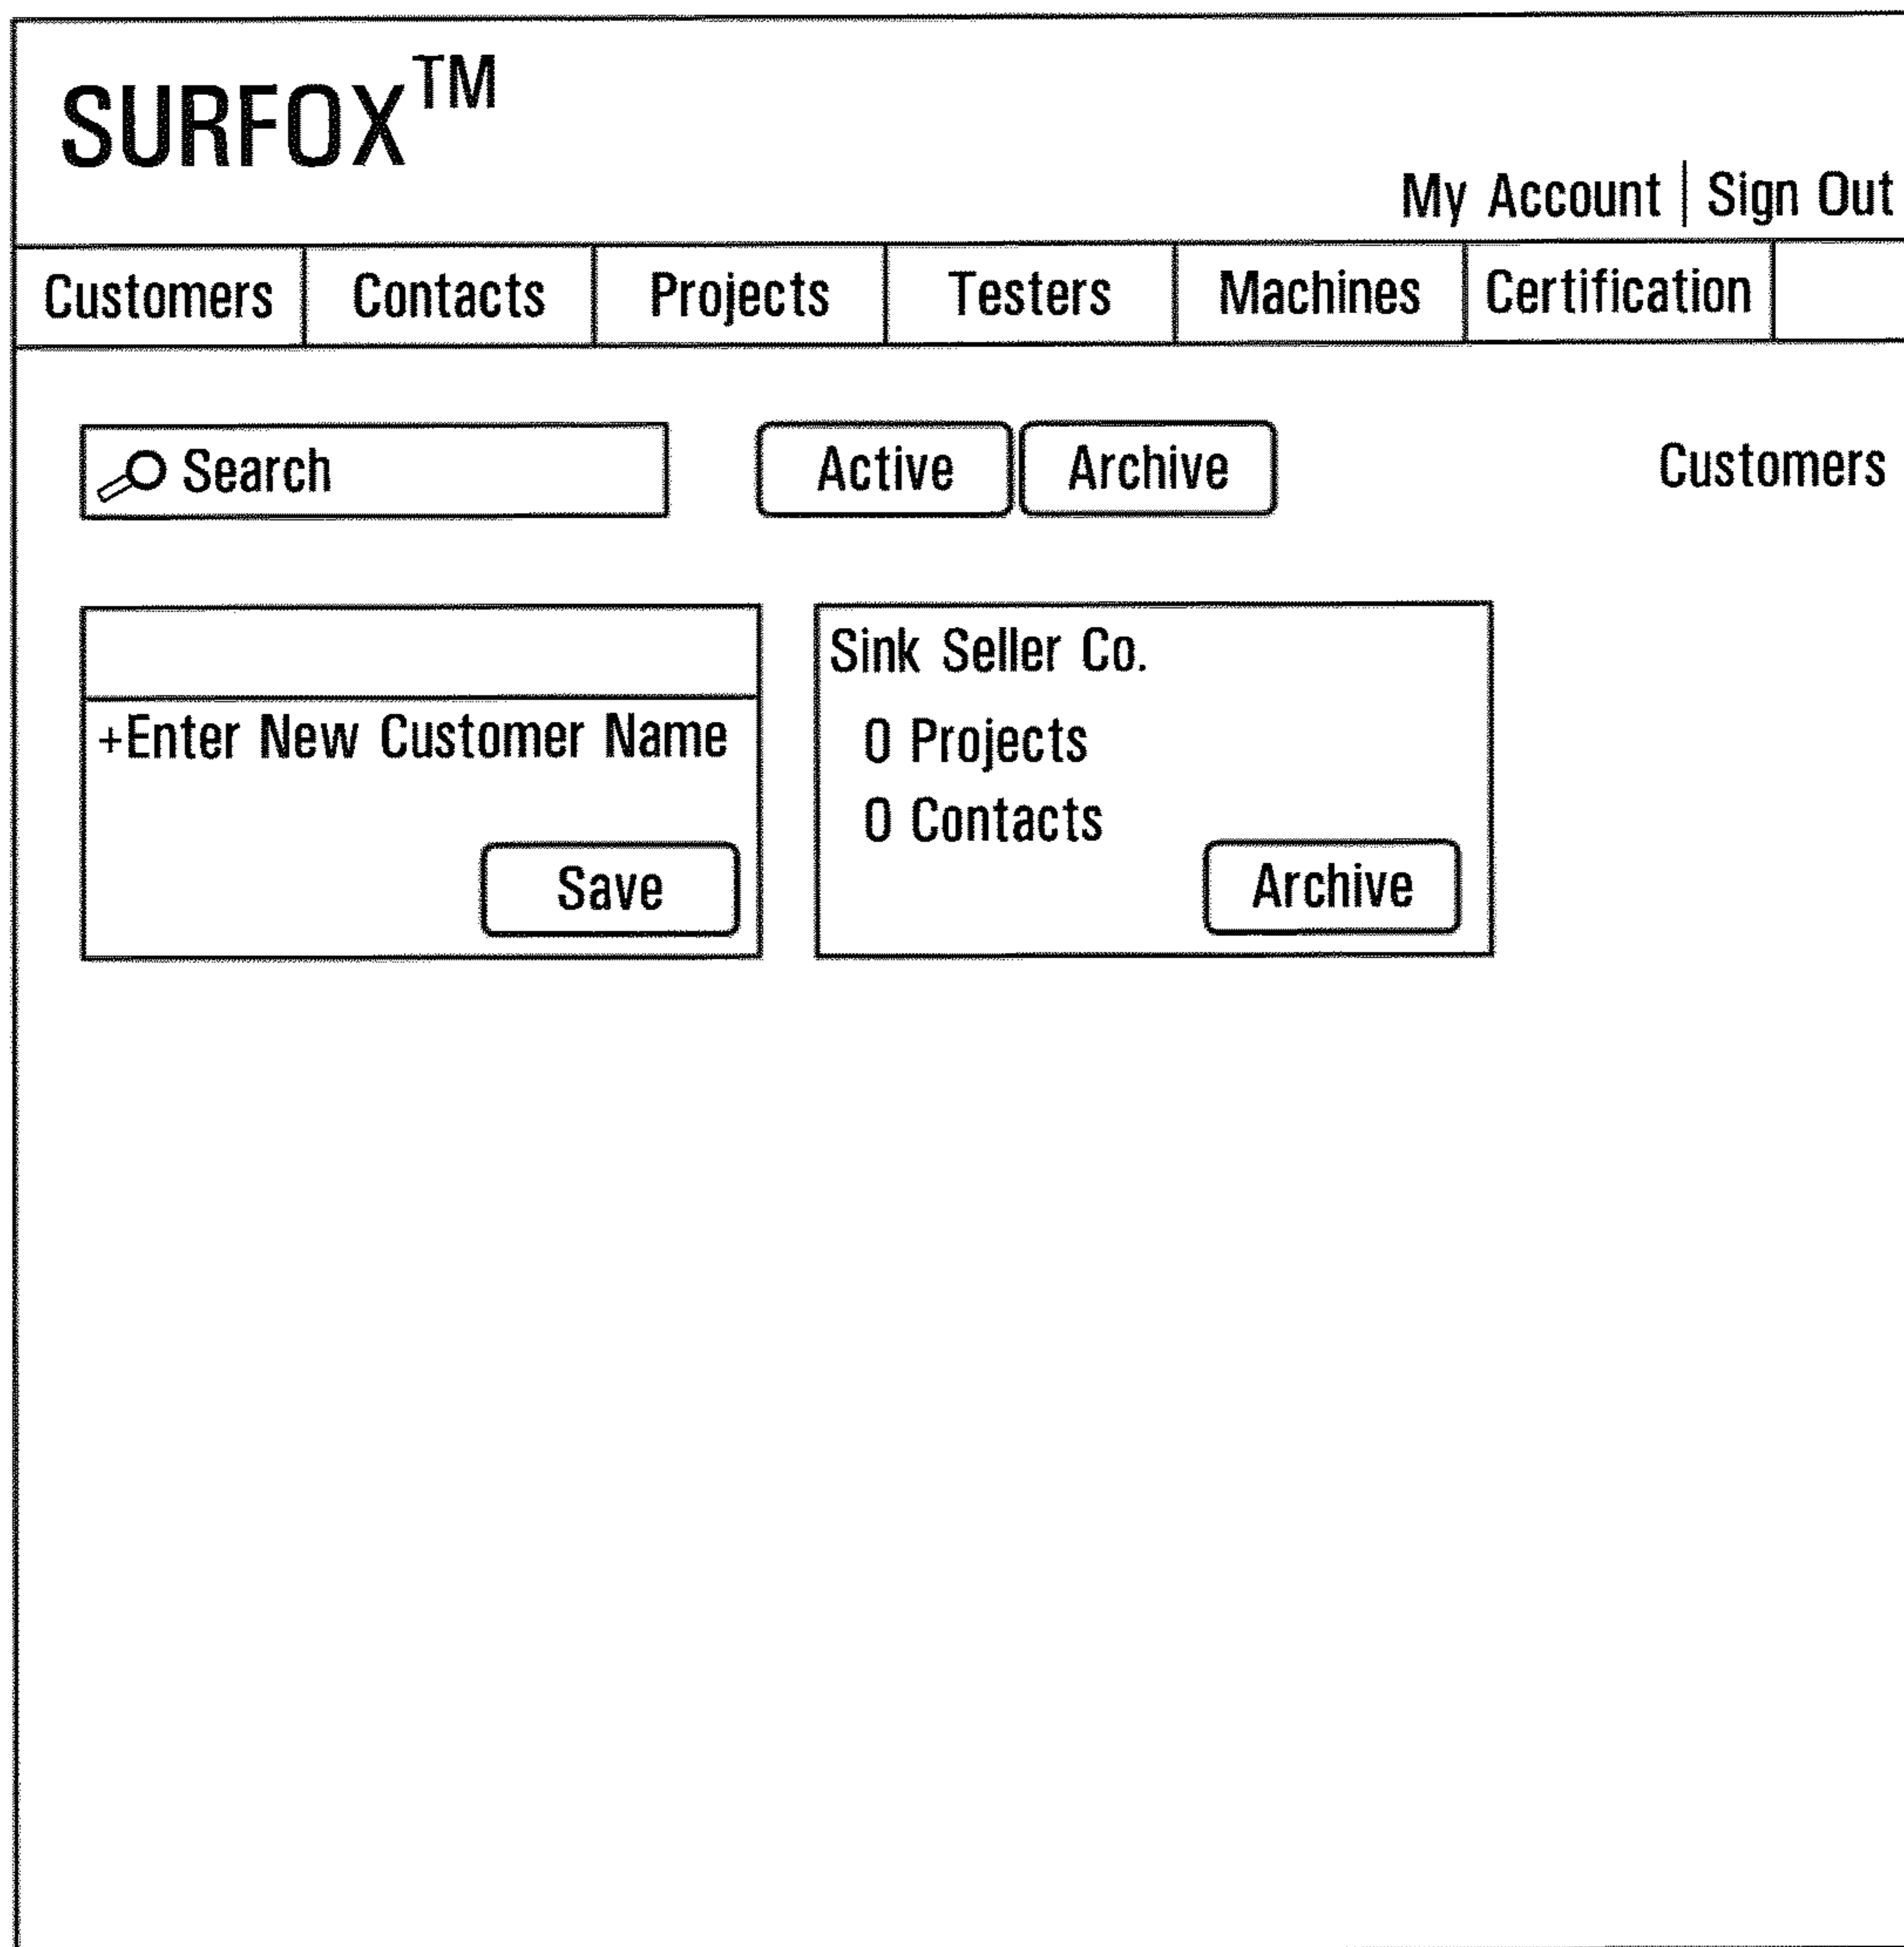 SURFOX™
My Account | Sign Out
Customers Contacts Projects Testers Machines Certification
Search Active Archive Customers
Sink Seller Co.
+Enter New Customer Name
0 Projects
0 Contacts
Save Archive